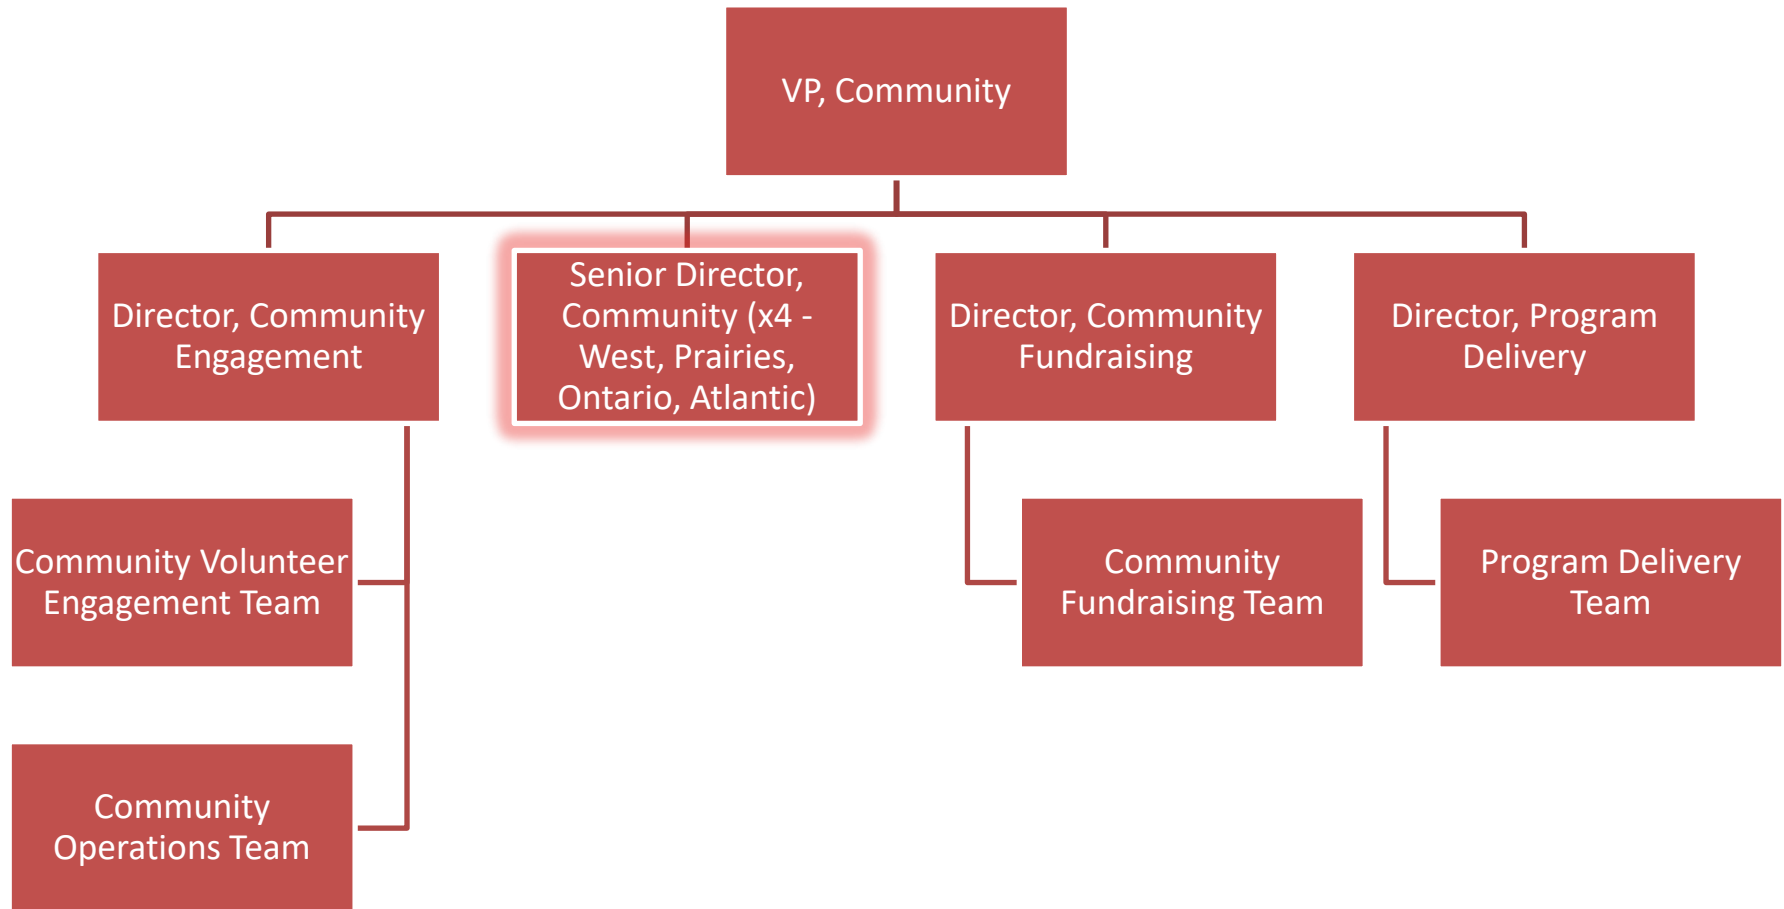 VP, Community
Director, Community
Engagement
Senior Director,
Community (x4 -
West, Prairies,
Ontario, Atlantic)
Director, Community
Fundraising
Director, Program
Delivery
Community Volunteer
Engagement Team
Community
Fundraising Team
Program Delivery
Team
Community
Operations Team